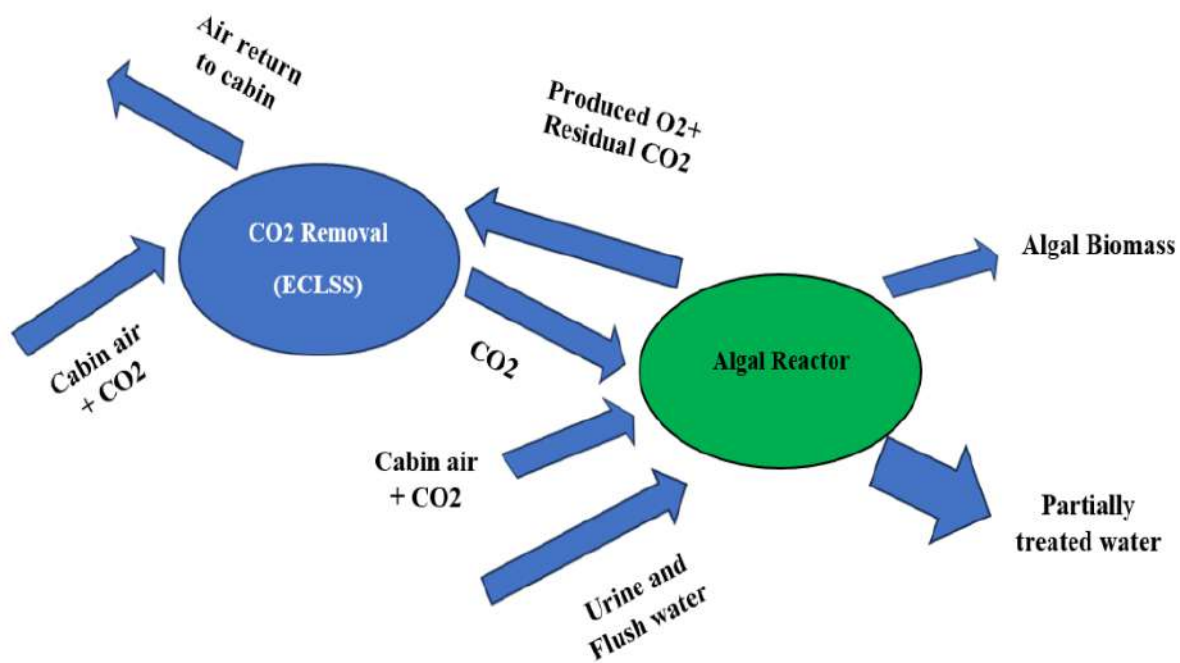 Air return
to cabin
Produced O2+
Residual CO2
CO2 Removal
(ECLSS)
Algal Biomass
Cabin air
+ CO2
CO2
Algal Reactor
Cabin air
+ CO2
Partially
treated water
Urine and
Flush water